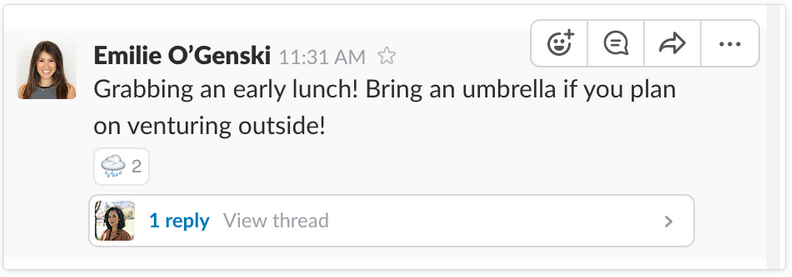 Emilie O’Genski 11:31 AM
Grabbing an early lunch! Bring an umbrella if you plan
on venturing outside!
2
1 reply View thread